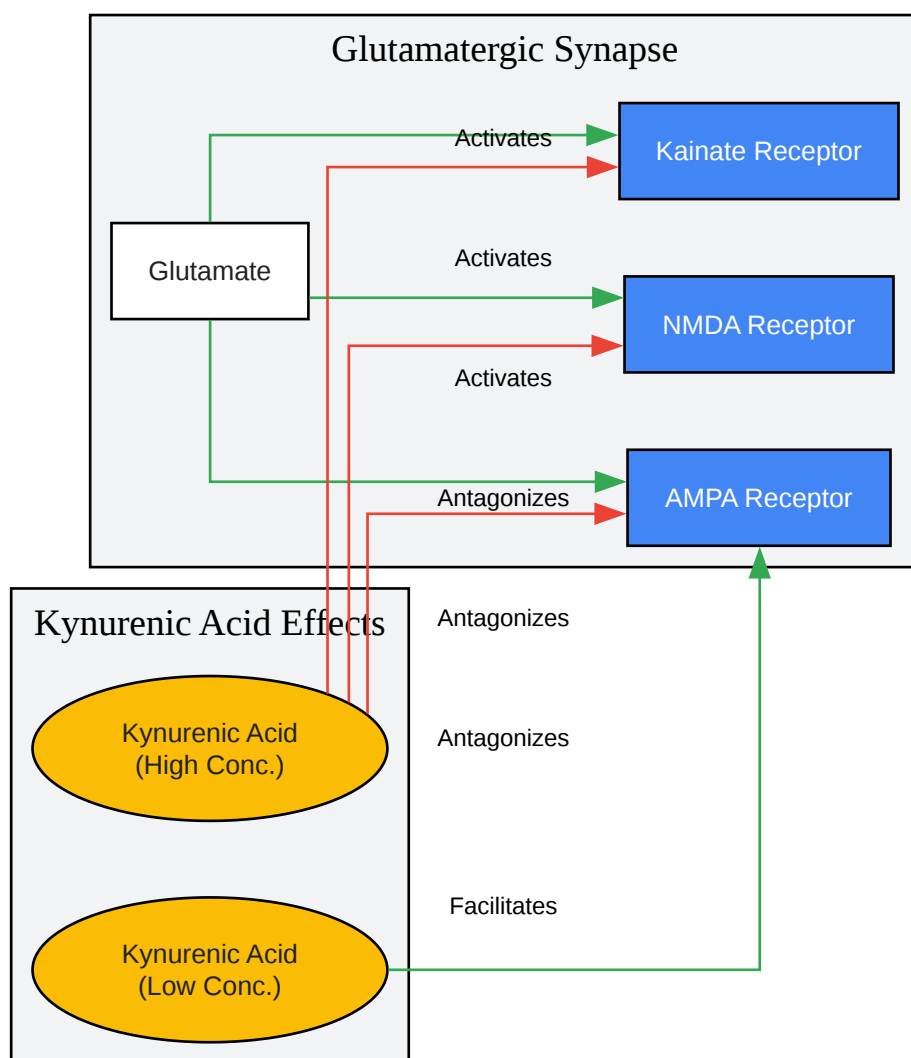 Glutamatergic Synapse
Activates
Kainate Receptor
Glutamate
Activates
NMDA Receptor
Activates
Antagonizes
AMPA Receptor
Kynurenic Acid Effects
Antagonizes
Kynurenic Acid
(High Conc.)
Antagonizes
Facilitates
Kynurenic Acid
(Low Conc.)